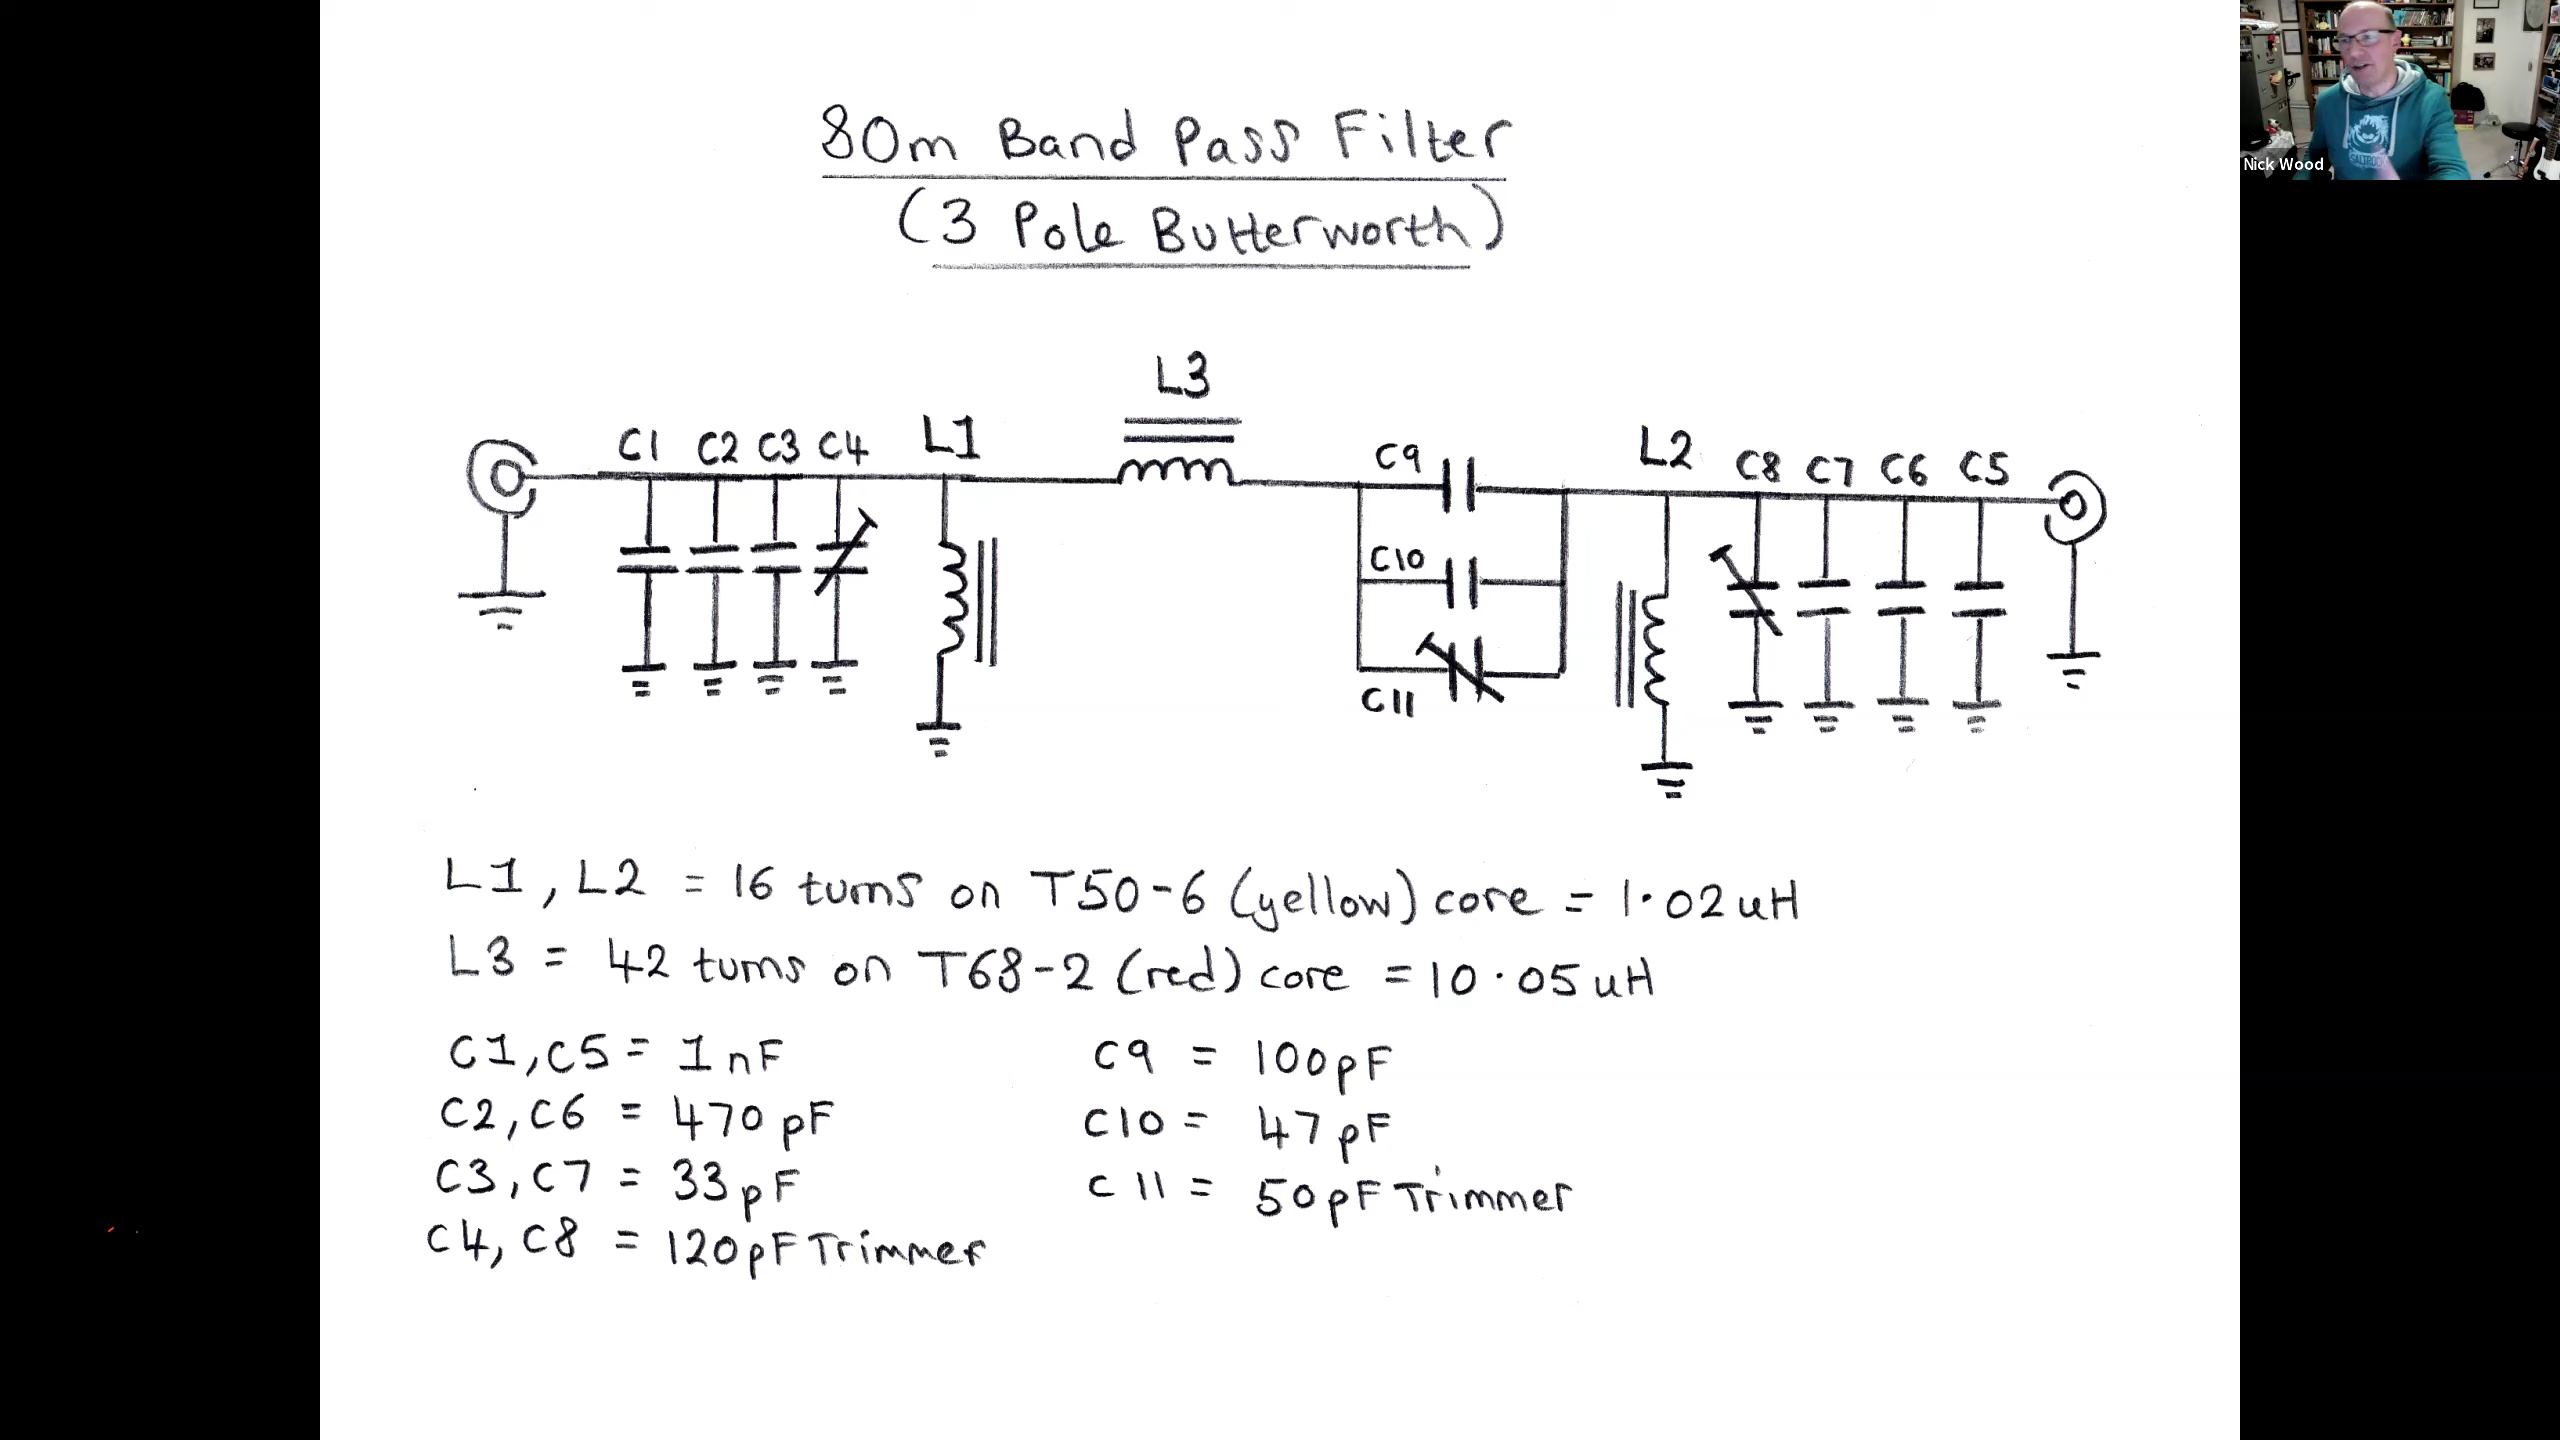 80m Band Pass Filter
(3 Pole Butterworth)
Nick Wood
L3
C1 C2 C3 C4 L1
C9 L2 C8 C7 C6 C5
C10
C11
L1, L2 = 16 turns on T50-6 (yellow) core = 1.02uH
L3 = 42 turns on T68-2 (red) core = 10.05uH
C1, C5 = 1nF
C2, C6 = 470pF
C3, C7 = 33pF
C4, C8 = 120pF Trimmer
C9 = 100pF
C10 = 47pF
C11 = 50pF Trimmer